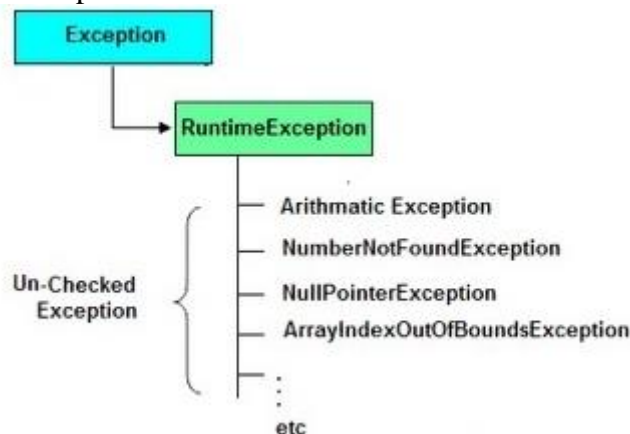 Exception
RuntimeException
Arithmatic Exception
NumberNotFoundException
Un-Checked
Exception
NullPointerException
ArrayIndexOutOfBoundsException
etc